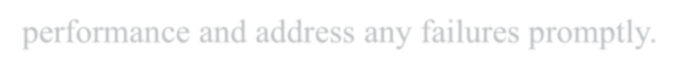 performance and address any failures promptly.